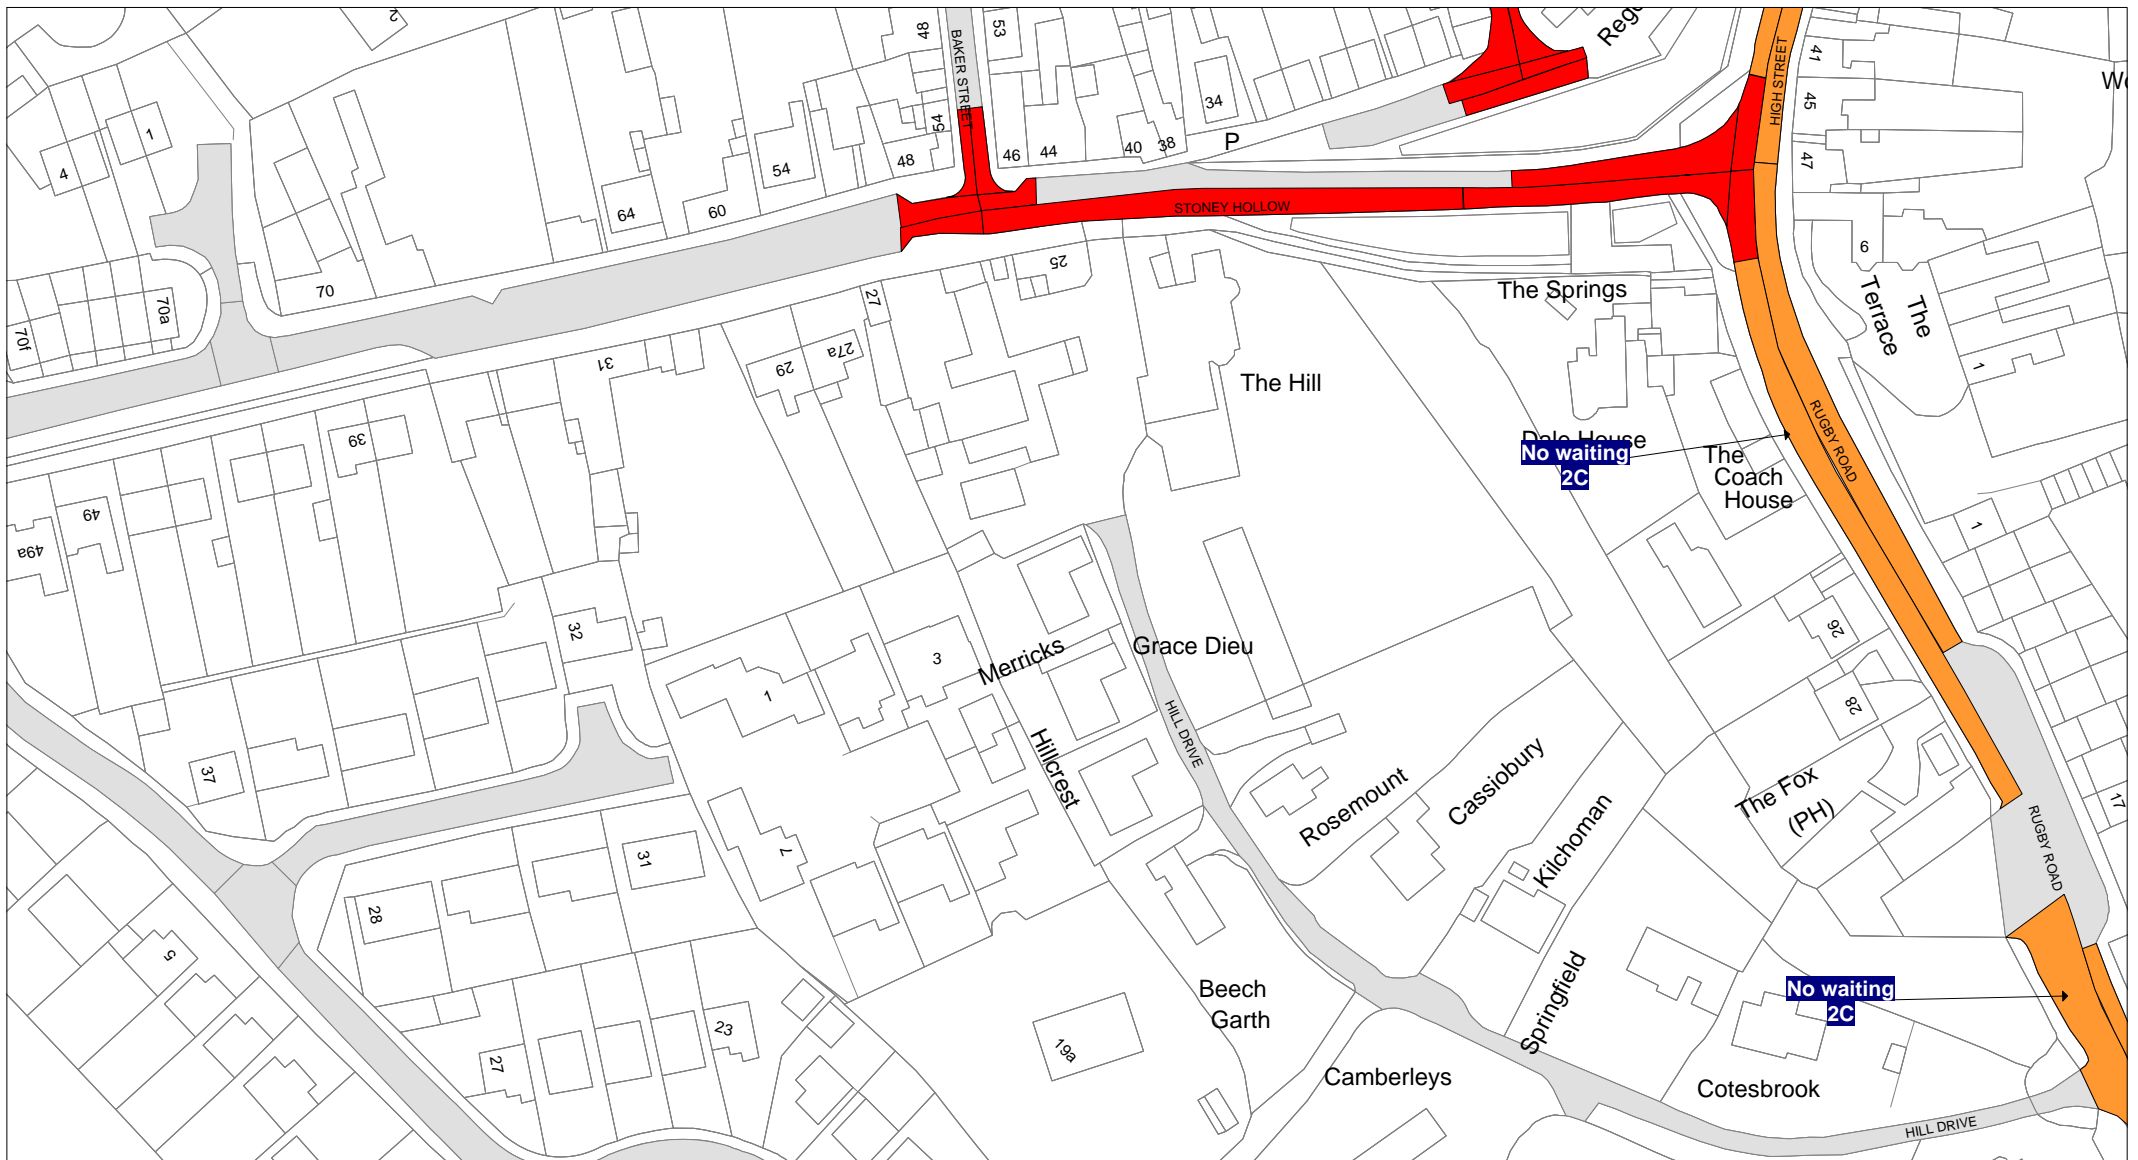 2
48
53
BAKER STREET
34
HIGH STREET
41
45
47
4
1
54
54
48
46
44
40
38
P
64
60
STONEY HOLLOW
6
The
Terrace
70
70a
70f
25
27
27a
29
31
The Springs
The Hill
1
39
49
49a
Dale House
No waiting
2C
The
Coach
House
RUGBY ROAD
1
32
3
1
Merricks
Grace Dieu
26
28
HILL DRIVE
Hillcrest
37
Rosemount
Cassiobury
Kilchoman
The Fox
(PH)
17
RUGBY ROAD
7
31
28
5
23
27
19a
Beech
Garth
Springfield
No waiting
2C
Camberleys
Cotesbrook
HILL DRIVE